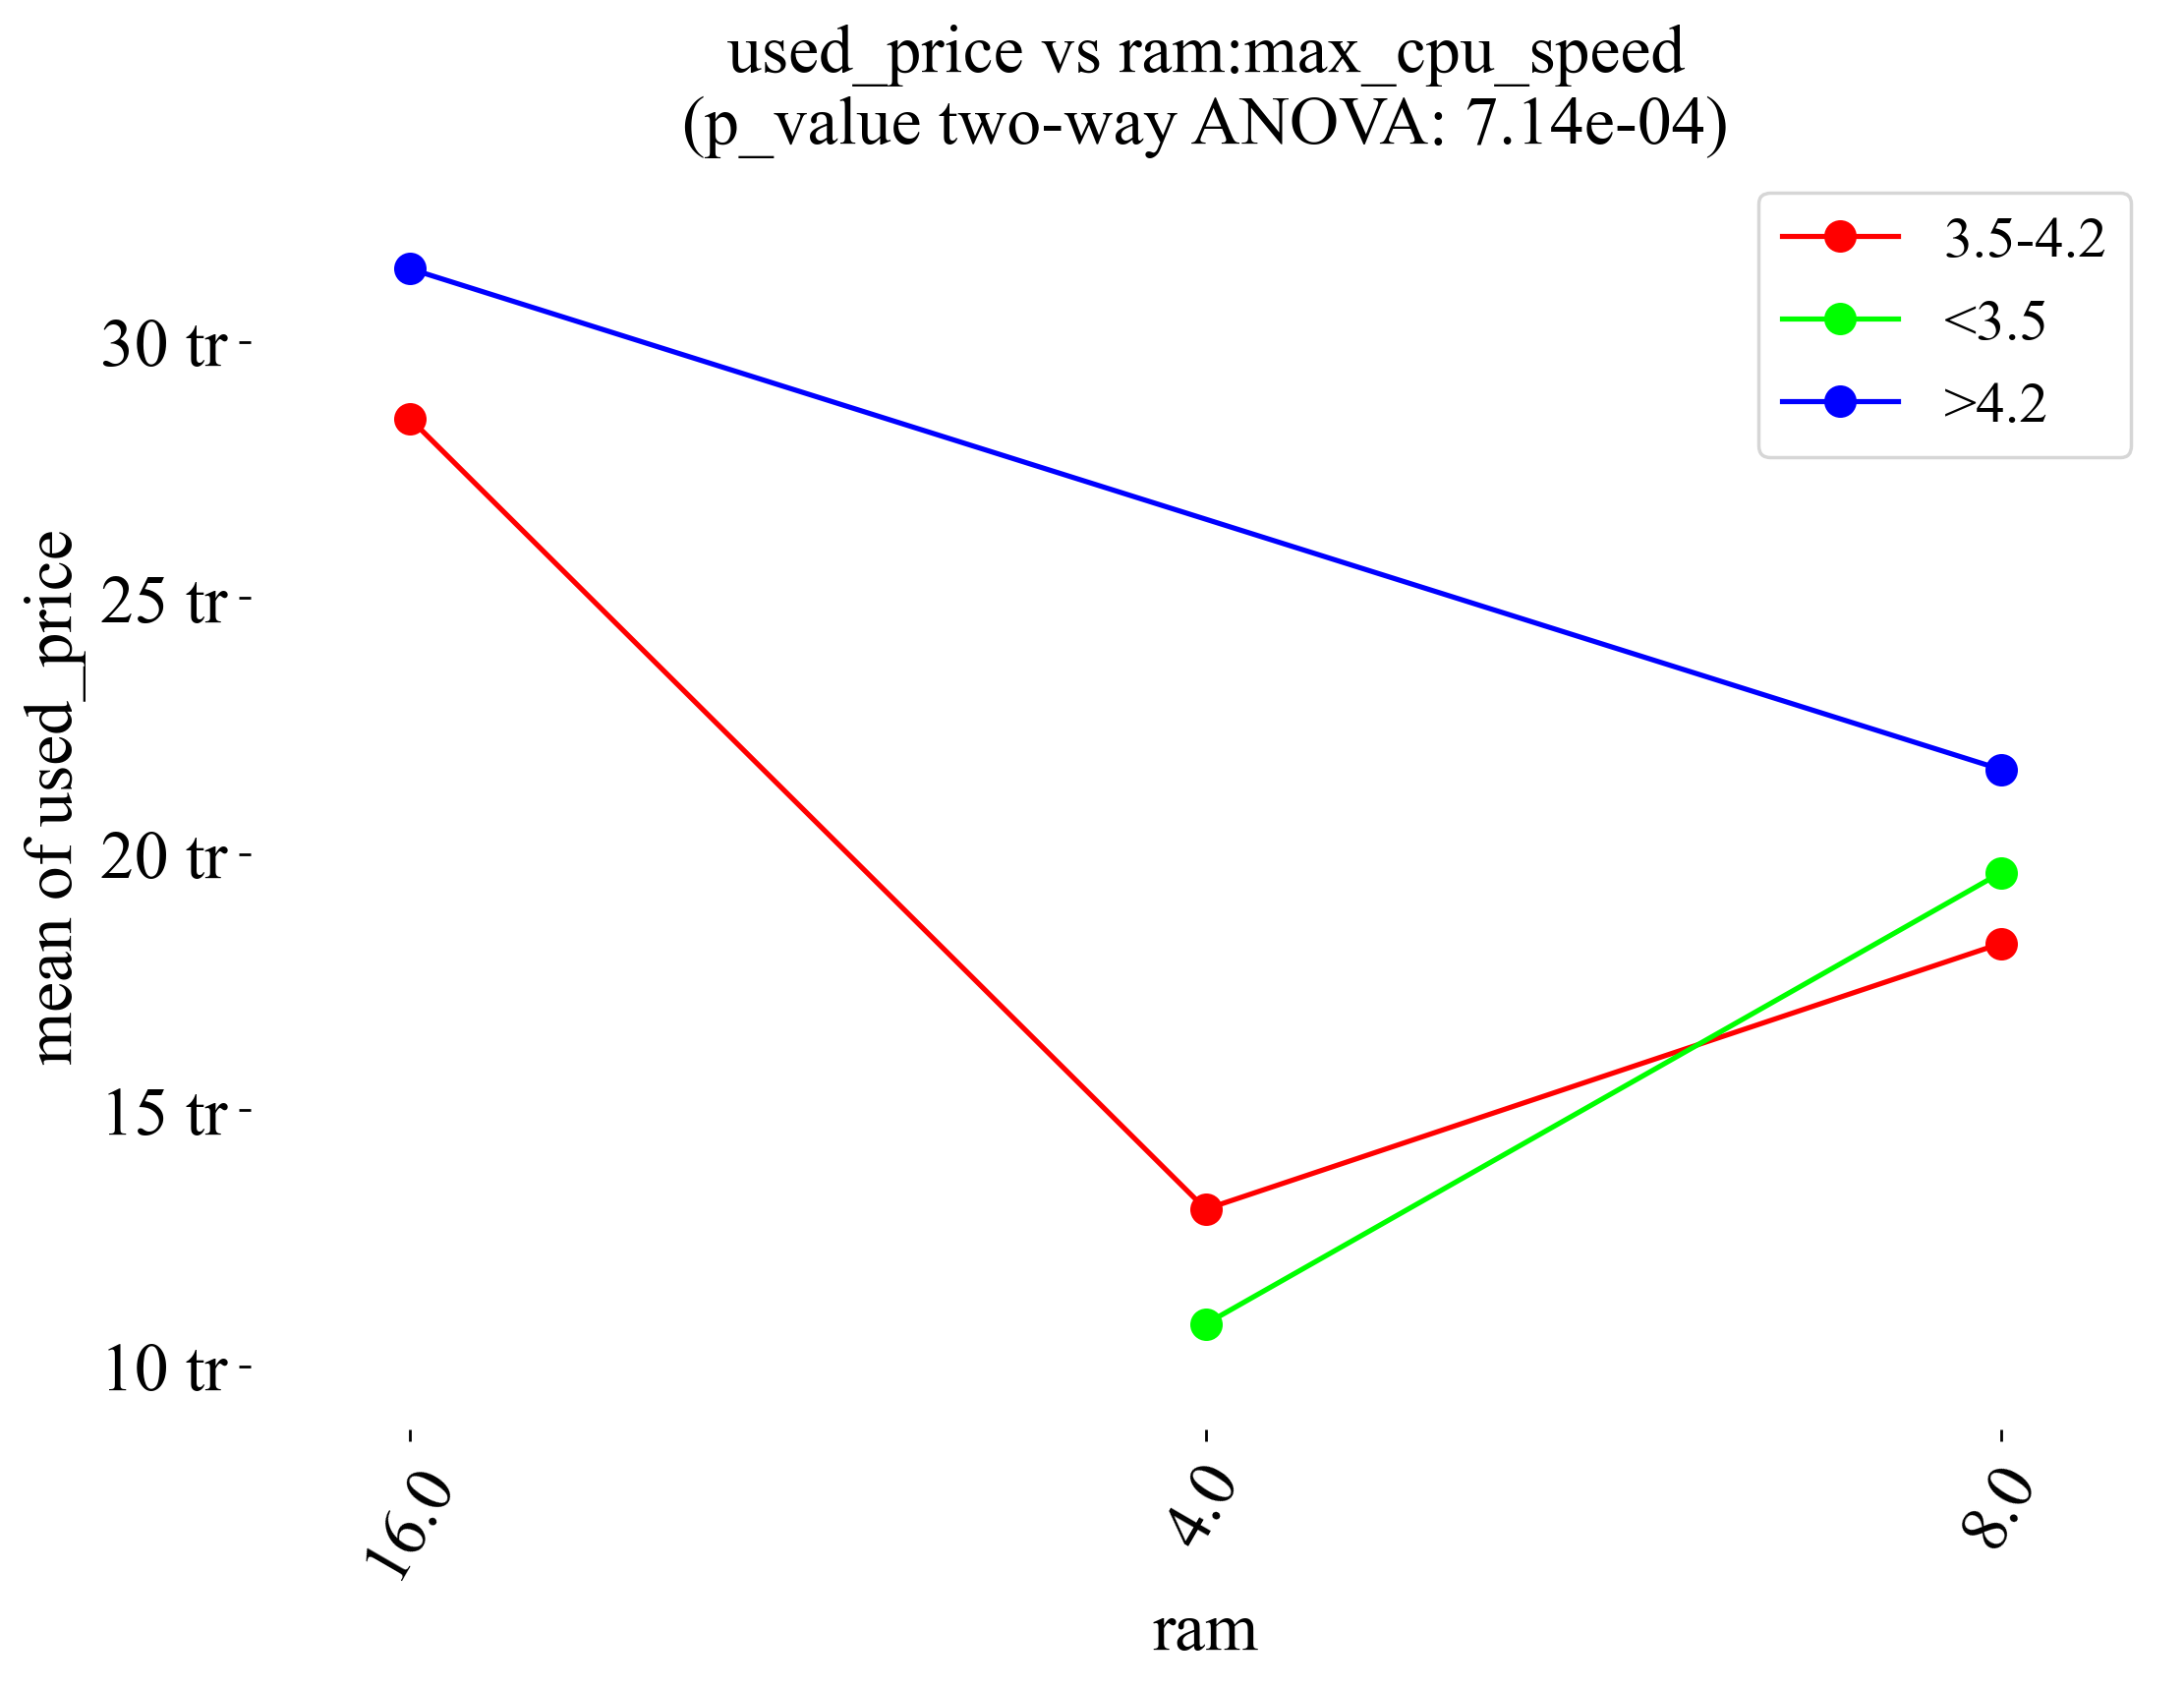 used_price vs ram:max_cpu_speed
(p_value two-way ANOVA: 7.14e-04)
3.5-4.2
<3.5
>4.2
mean of used_price
30 tr
25 tr
20 tr
15 tr
10 tr
16.0
4.0
8.0
ram